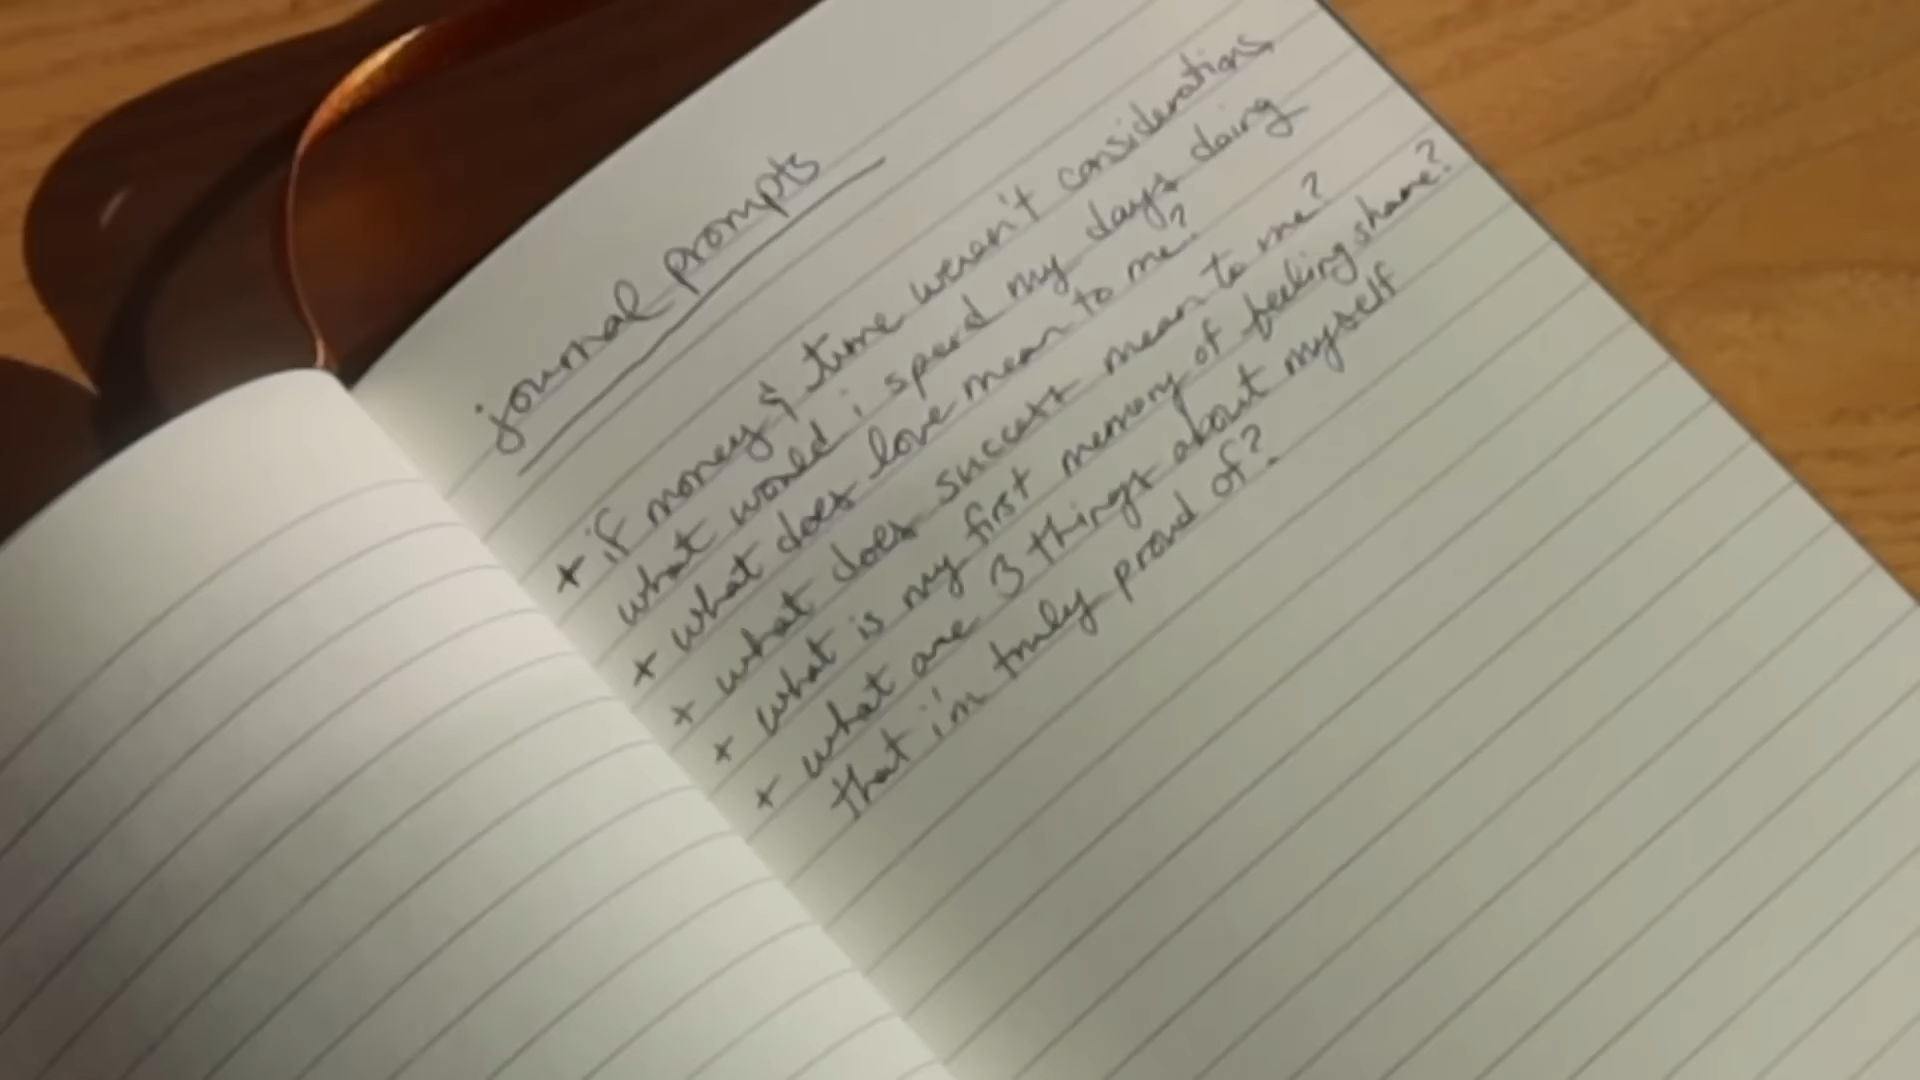 journal prompts
+ if money & time weren't considerations,
what would i spend my days doing
+ what does love mean to me?
+ what does success mean to me?
+ what is my first memory of feeling shame?
+ what are 3 things about myself
that i'm truly proud of?